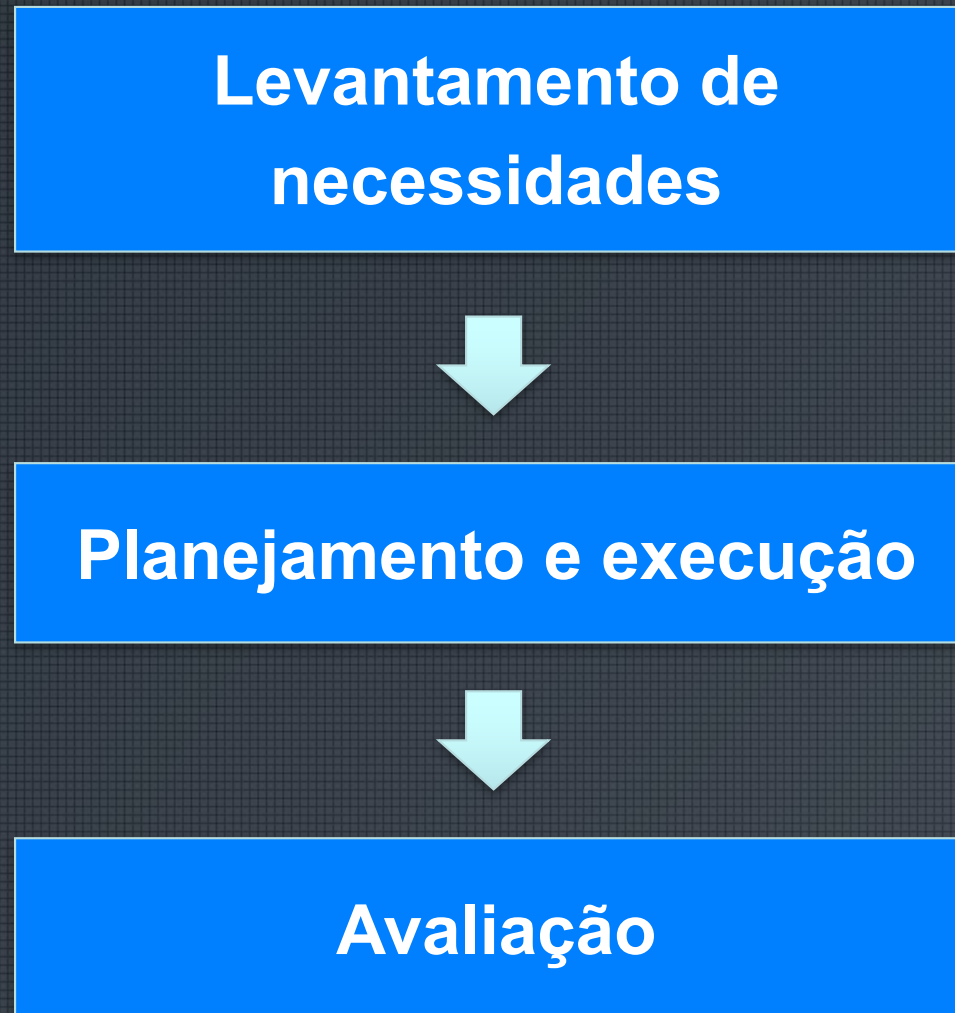 Levantamento de
necessidades
Planejamento e execução
Avaliação